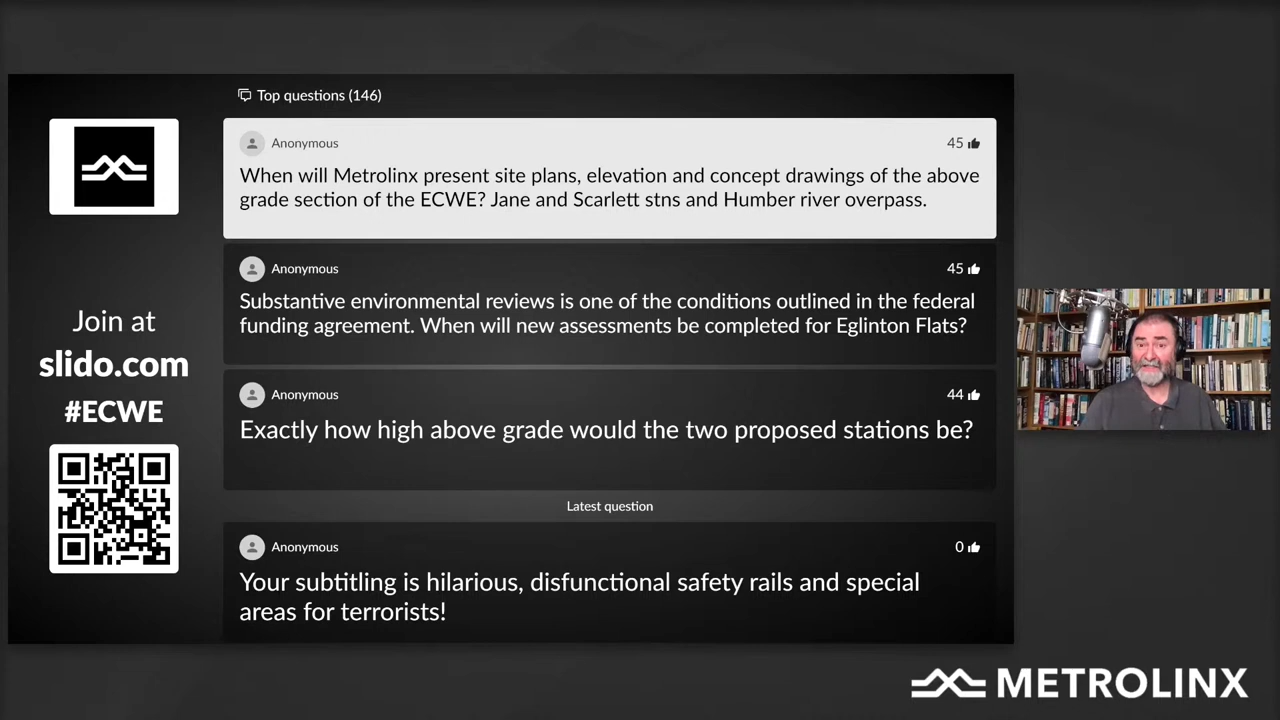 Top questions (146)
Anonymous
45
When will Metrolinx present site plans, elevation and concept drawings of the above
grade section of the ECWE? Jane and Scarlett stns and Humber river overpass.
Anonymous
45
Substantive environmental reviews is one of the conditions outlined in the federal
funding agreement. When will new assessments be completed for Eglinton Flats?
Anonymous
44
Exactly how high above grade would the two proposed stations be?
Latest question
Anonymous
0
Your subtitling is hilarious, disfunctional safety rails and special
areas for terrorists!
Join at
slido.com
#ECWE
METROLINX